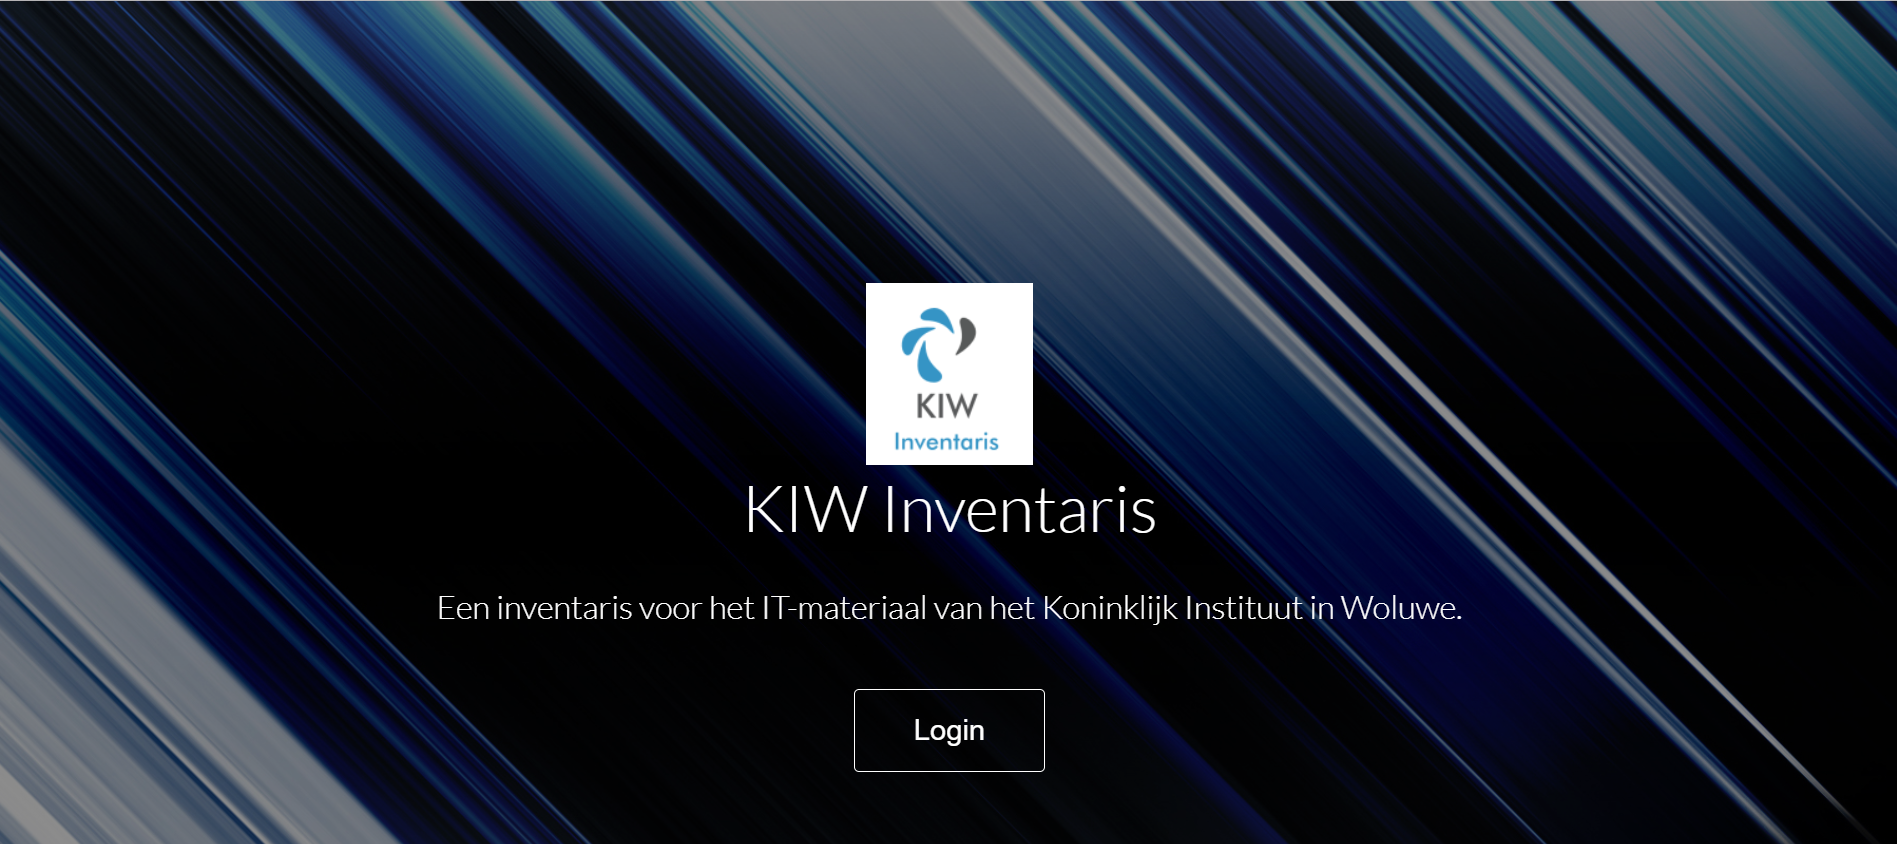 KIW
Inventaris
KIW Inventaris
Een inventaris voor het IT-materiaal van het Koninklijk Instituut in Woluwe.
Login